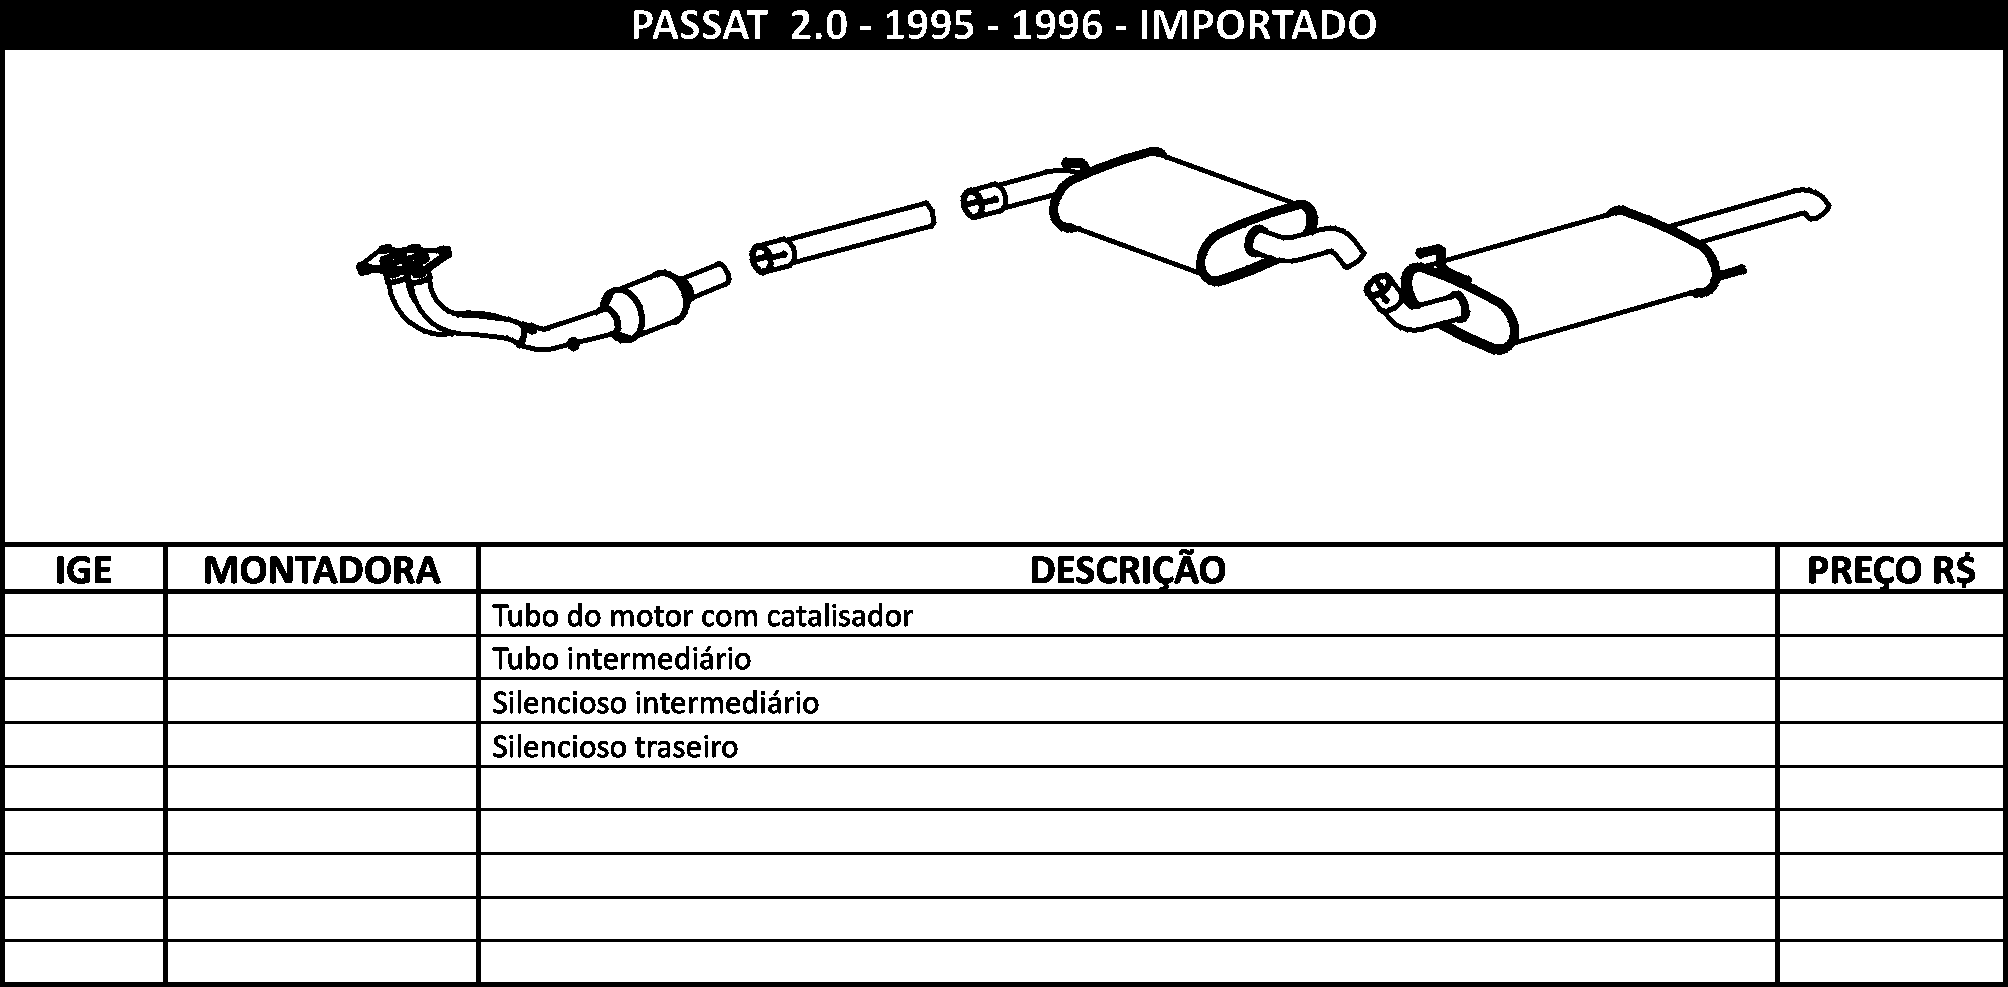 PASSAT 2.0 - 1995 - 1996 - IMPORTADO
IGE MONTADORA DESCRIÇÃO PREÇO R$
Tubo do motor com catalisador
Tubo intermediário
Silencioso intermediário
Silencioso traseiro